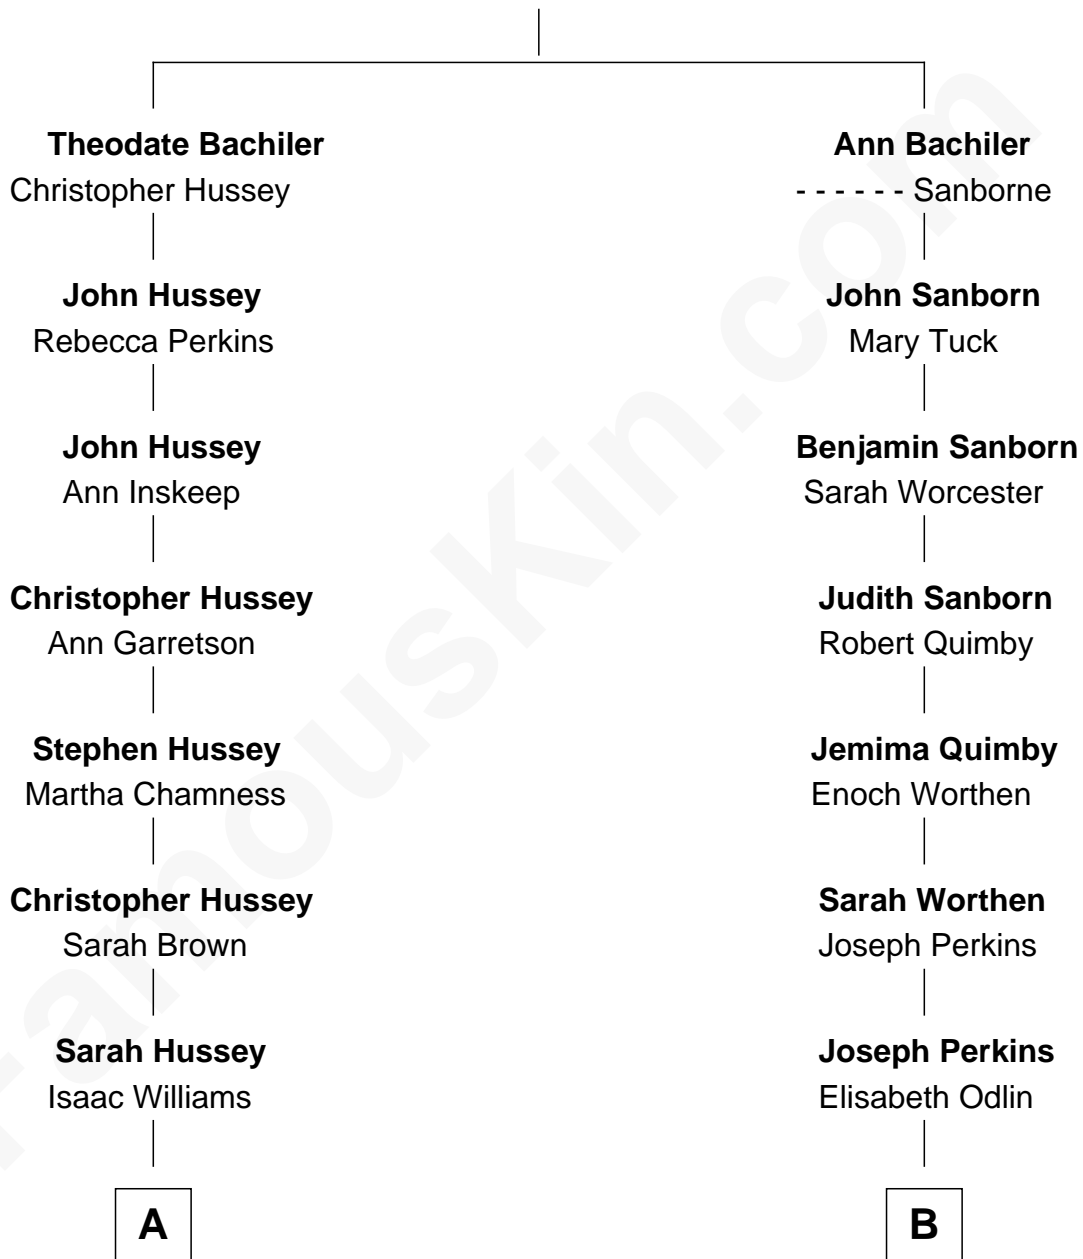 Theodate Bachiler
Christopher Hussey
Ann Bachiler
- - - - - - Sanborne
John Hussey
Rebecca Perkins
John Sanborn
Mary Tuck
John Hussey
Ann Inskeep
Benjamin Sanborn
Sarah Worcester
Christopher Hussey
Ann Garretson
Judith Sanborn
Robert Quimby
Stephen Hussey
Martha Chamness
Jemima Quimby
Enoch Worthen
Christopher Hussey
Sarah Brown
Sarah Worthen
Joseph Perkins
Sarah Hussey
Isaac Williams
Joseph Perkins
Elisabeth Odlin
A
B
FamousKin.com